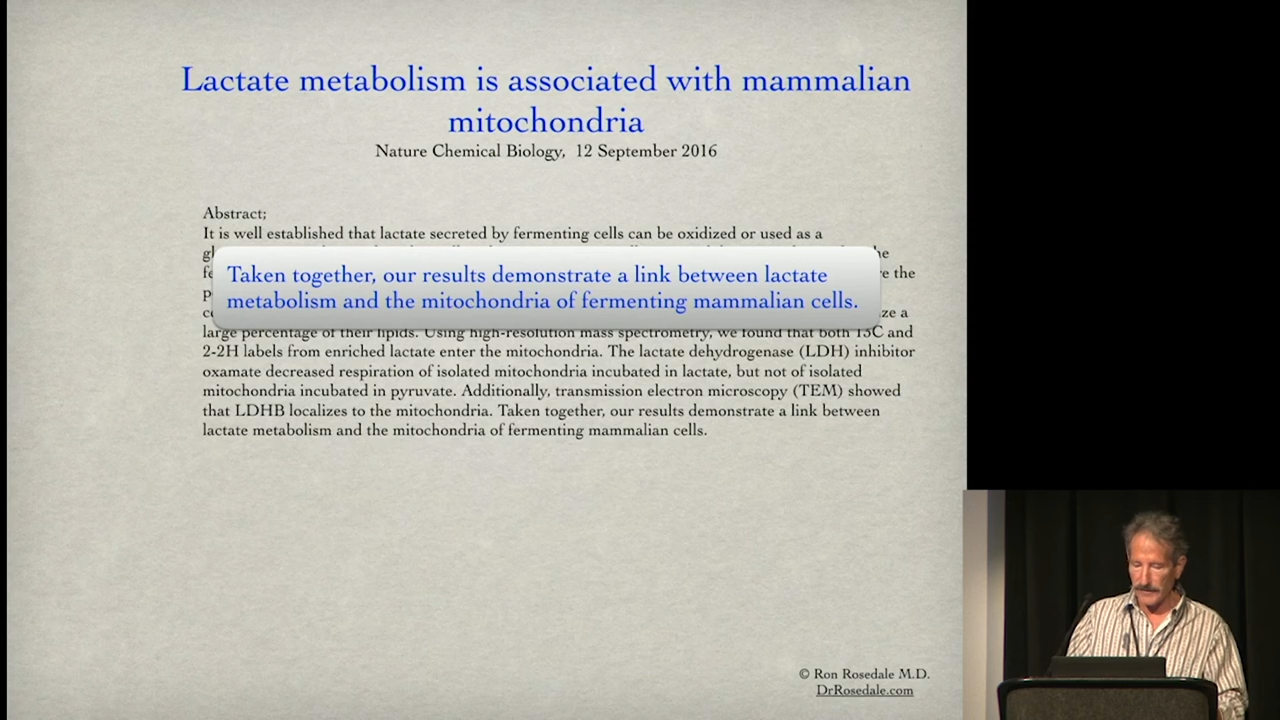 Lactate metabolism is associated with mammalian
mitochondria
Nature Chemical Biology, 12 September 2016
Abstract;
It is well established that lactate secreted by fermenting cells can be oxidized or used as a
Taken together, our results demonstrate a link between lactate
metabolism and the mitochondria of fermenting mammalian cells.
large percentage of their lipids. Using high-resolution mass spectrometry, we found that both 13C and
2-2H labels from enriched lactate enter the mitochondria. The lactate dehydrogenase (LDH) inhibitor
oxamate decreased respiration of isolated mitochondria incubated in lactate, but not of isolated
mitochondria incubated in pyruvate. Additionally, transmission electron microscopy (TEM) showed
that LDHB localizes to the mitochondria. Taken together, our results demonstrate a link between
lactate metabolism and the mitochondria of fermenting mammalian cells.
© Ron Rosedale M.D.
DrRosedale.com